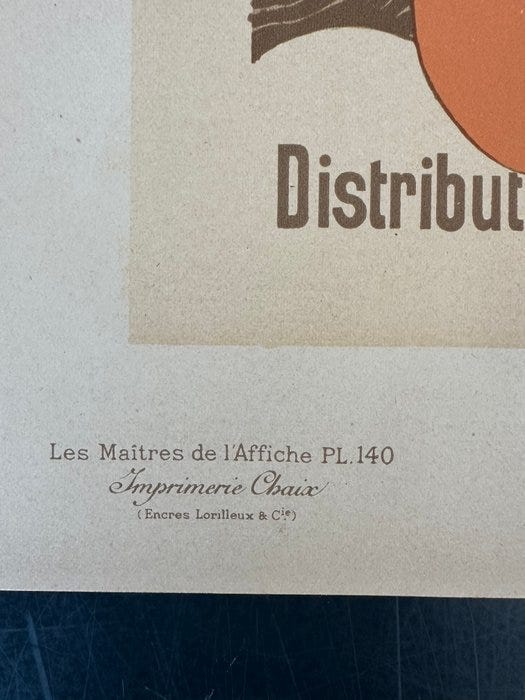 Distribut
Les Maîtres de l'Affiche PL.140
Imprimerie Chaix
(Encres Lorilleux & Cie.)